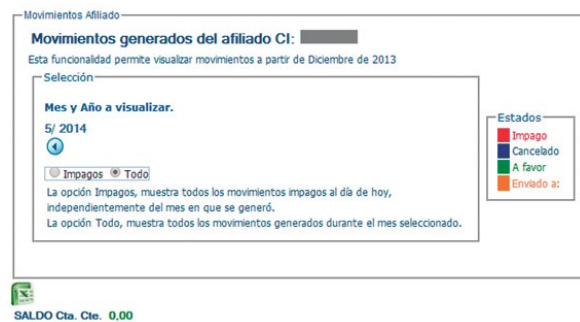 Movimientos Afiliado
Movimientos generados del afiliado CI:
Esta funcionalidad permite visualizar movimientos a partir de Diciembre de 2013
Selección
Mes y Año a visualizar.
5/ 2014
Impagos Todo
La opción Impagos, muestra todos los movimientos impagos al día de hoy,
independientemente del mes en que se generó.
La opción Todo, muestra todos los movimientos generados durante el mes seleccionado.
Estados
Impago
Cancelado
A favor
Enviado a:
SALDO Cta. Cte. 0,00